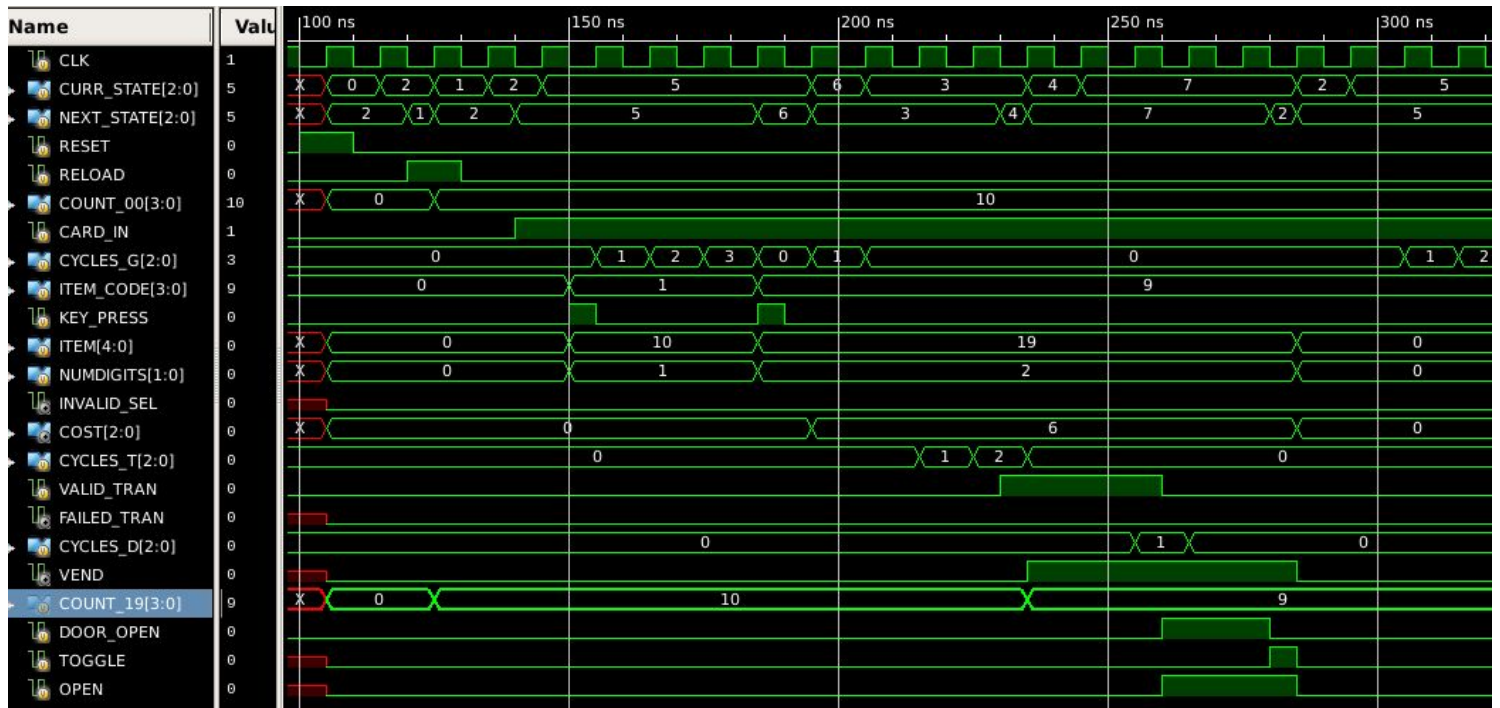 Name Valu 100 ns 150 ns 200 ns 250 ns 300 ns
CLK 1
CURR_STATE[2:0] 5 X 0 2 1 2 5 6 3 4 7 2 5
NEXT_STATE[2:0] 5 X 2 1 2 5 6 3 4 7 2 5
RESET 0
RELOAD 0
COUNT_00[3:0] 10 X 0 10
CARD_IN 1
CYCLES_G[2:0] 3 0 1 2 3 0 1 0 1 2
ITEM_CODE[3:0] 9 0 1 9
KEY_PRESS 0
ITEM[4:0] 0 X 0 10 19 0
NUMDIGITS[1:0] 0 X 0 1 2 0
INVALID_SEL 0
COST[2:0] 0 X 0 6 0
CYCLES_T[2:0] 0 0 1 2 0
VALID_TRAN 0
FAILED_TRAN 0
CYCLES_D[2:0] 0 0 1 0
VEND 0
COUNT_19[3:0] 9 X 0 10 9
DOOR_OPEN 0
TOGGLE 0
OPEN 0